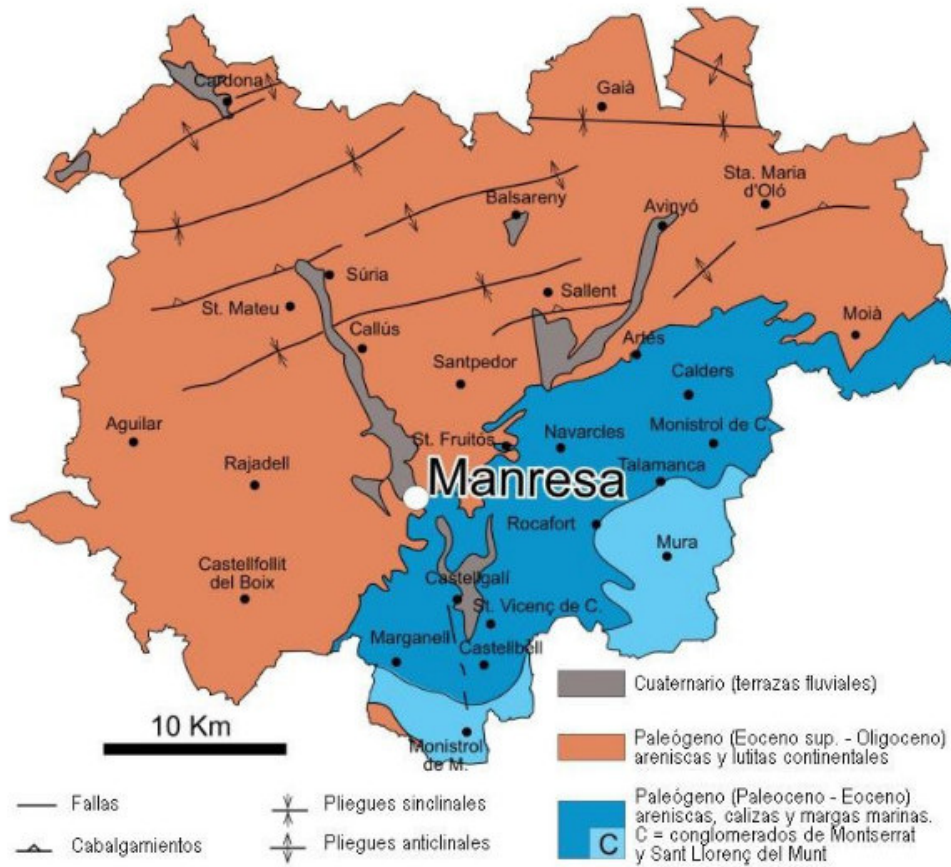 Cardona
Gaià
Sta. Maria
d'Oló
Balsareny
Avinyó
Súria
St. Mateu
Sallent
Callús
Moià
Artés
Santpedor
Calders
Aguilar
St. Fruitós
Navarcles
Monistrol de C.
Rajadell
Manresa
Talamanca
Rocafort
Mura
Castellfollit
del Boix
Castellgalí
St. Vicenç de C.
Marganell
Castellbell
Monistrol
de M.
10 Km
Fallas
Cabalgamientos
Pliegues sinclinales
Pliegues anticlinales
Cuaternario (terrazas fluviales)
Paleógeno (Eoceno sup. - Oligoceno)
areniscas y lutitas continentales
Paleógeno (Paleoceno - Eoceno)
areniscas, calizas y margas marinas.
C = conglomerados de Montserrat
y Sant Llorenç del Munt
C